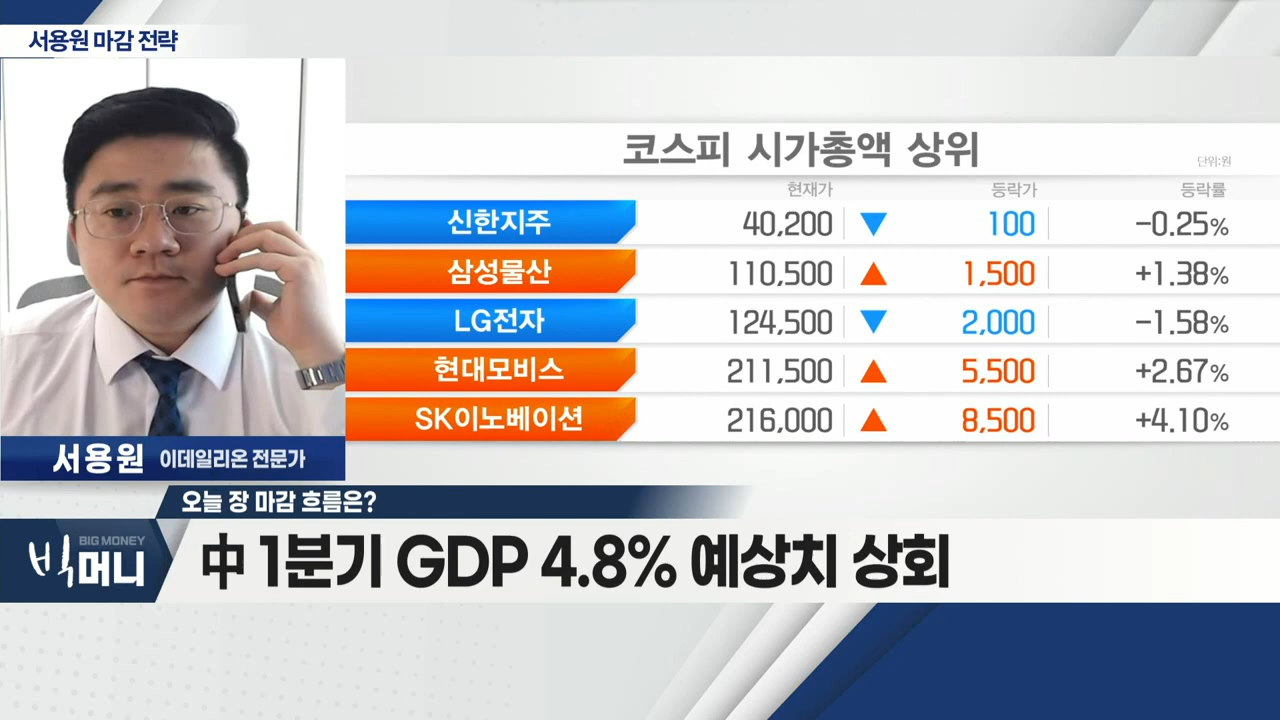 서용원 마감 전략
코스피 시가총액 상위
단위:원
현재가 등락가 등락률
신한지주 40,200 ▼ 100 -0.25%
삼성물산 110,500 ▲ 1,500 +1.38%
LG전자 124,500 ▼ 2,000 -1.58%
현대모비스 211,500 ▲ 5,500 +2.67%
SK이노베이션 216,000 ▲ 8,500 +4.10%
서용원 이데일리온 전문가
오늘 장 마감 흐름은?
BIG MONEY
빅머니
中 1분기 GDP 4.8% 예상치 상회